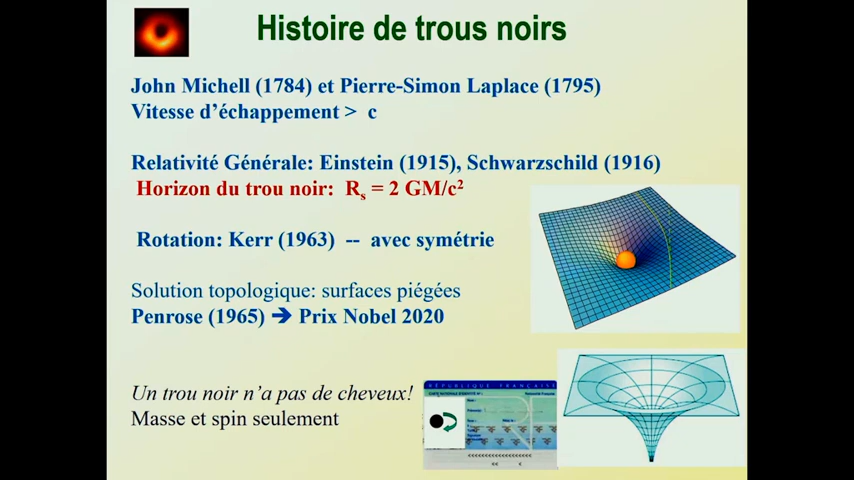 Histoire de trous noirs
John Michell (1784) et Pierre-Simon Laplace (1795)
Vitesse d’échappement > c
Relativité Générale: Einstein (1915), Schwarzschild (1916)
Horizon du trou noir: Rs = 2 GM/c²
Rotation: Kerr (1963) -- avec symétrie
Solution topologique: surfaces piégées
Penrose (1965) ➔ Prix Nobel 2020
Un trou noir n’a pas de cheveux!
Masse et spin seulement
RÉPUBLIQUE FRANÇAISE